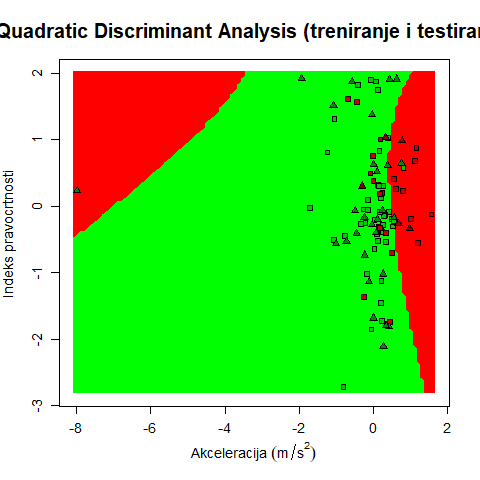 Quadratic Discriminant Analysis (treniranje i
2
1
0
-1
-2
-3
Indeks pravocrtnosti
-8 -6 -4 -2 0 2
Akceleracija (m/s²)